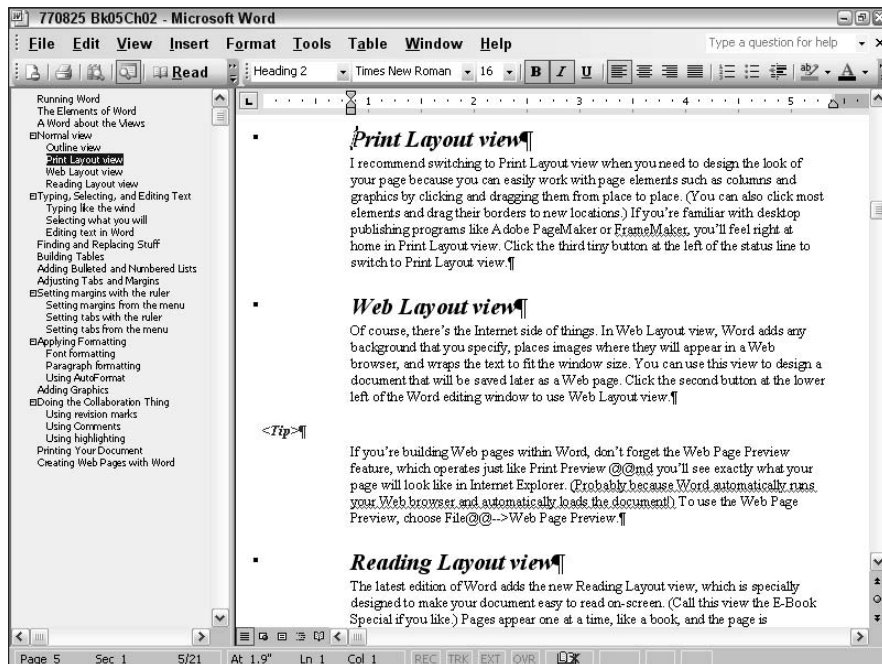 770825 Bk05Ch02 - Microsoft Word
File Edit View Insert Format Tools Table Window Help Type a question for help
Read Heading 2 Times New Roman 16 B I U
Running Word
The Elements of Word
A Word about the Views
Normal view
Outline view
Print Layout view
Web Layout view
Reading Layout view
Typing, Selecting, and Editing Text
Typing like the wind
Selecting what you will
Editing text in Word
Finding and Replacing Stuff
Building Tables
Adding Bulleted and Numbered Lists
Adjusting Tabs and Margins
Setting margins with the ruler
Setting margins from the menu
Setting tabs with the ruler
Setting tabs from the menu
Applying Formatting
Font formatting
Paragraph formatting
Using AutoFormat
Adding Graphics
Doing the Collaboration Thing
Using revision marks
Using Comments
Using highlighting
Printing Your Document
Creating Web Pages with Word
1 2 3 4 5
Print Layout view¶
I recommend switching to Print Layout view when you need to design the look of
your page because you can easily work with page elements such as columns and
graphics by clicking and dragging them from place to place. (You can also click most
elements and drag their borders to new locations.) If you're familiar with desktop
publishing programs like Adobe PageMaker or FrameMaker, you'll feel right at
home in Print Layout view. Click the third tiny button at the left of the status line to
switch to Print Layout view.¶
Web Layout view¶
Of course, there's the Internet side of things. In Web Layout view, Word adds any
background that you specify, places images where they will appear in a Web
browser, and wraps the text to fit the window size. You can use this view to design a
document that will be saved later as a Web page. Click the second button at the lower
left of the Word editing window to use Web Layout view.¶
<Tip>¶
If you're building Web pages within Word, don't forget the Web Page Preview
feature, which operates just like Print Preview @@md you'll see exactly what your
page will look like in Internet Explorer. (Probably because Word automatically runs
your Web browser and automatically loads the document!) To use the Web Page
Preview, choose File@@-->Web Page Preview.¶
Reading Layout view¶
The latest edition of Word adds the new Reading Layout view, which is specially
designed to make your document easy to read on-screen. (Call this view the E-Book
Special if you like.) Pages appear one at a time, like a book, and the page is
Page 5 Sec 1 5/21 At 1.9" Ln 1 Col 1 REC TRK EXT OVR